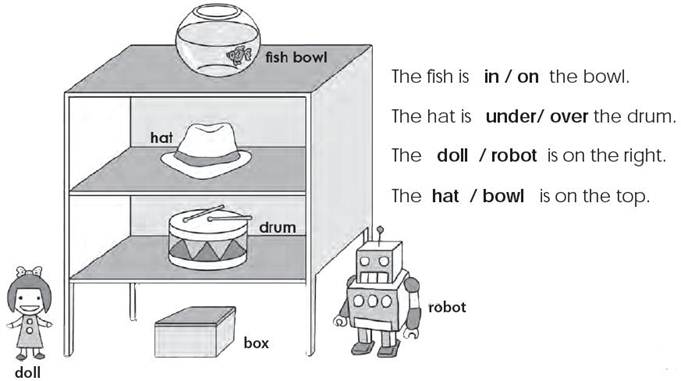 fish bowl
The fish is in / on the bowl.
hat
The hat is under/ over the drum.
The doll / robot is on the right.
The hat / bowl is on the top.
drum
robot
box
doll